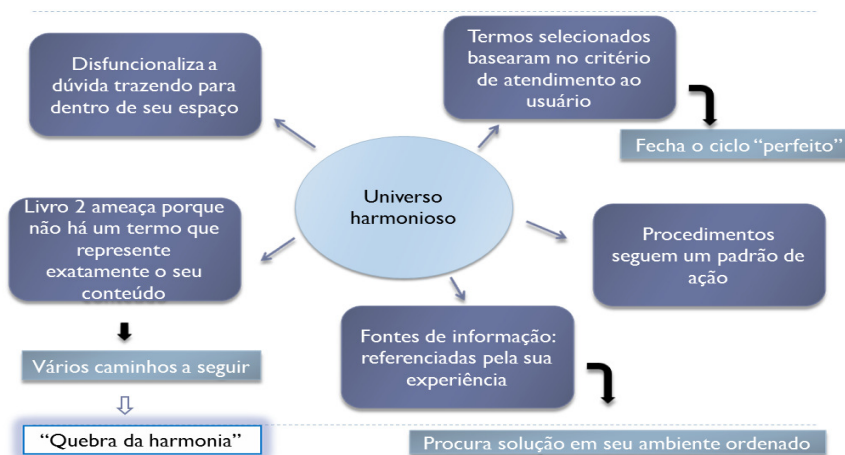 Disfuncionaliza a
dúvida trazendo para
dentro de seu espaço
Termos selecionados
basearam no critério
de atendimento ao
usuário
Fecha o ciclo “perfeito”
Universo
harmonioso
Livro 2 ameaça porque
não há um termo que
represente
exatamente o seu
conteúdo
Procedimentos
seguem um padrão de
ação
Fontes de informação:
referenciadas pela sua
experiência
Vários caminhos a seguir
“Quebra da harmonia”
Procura solução em seu ambiente ordenado